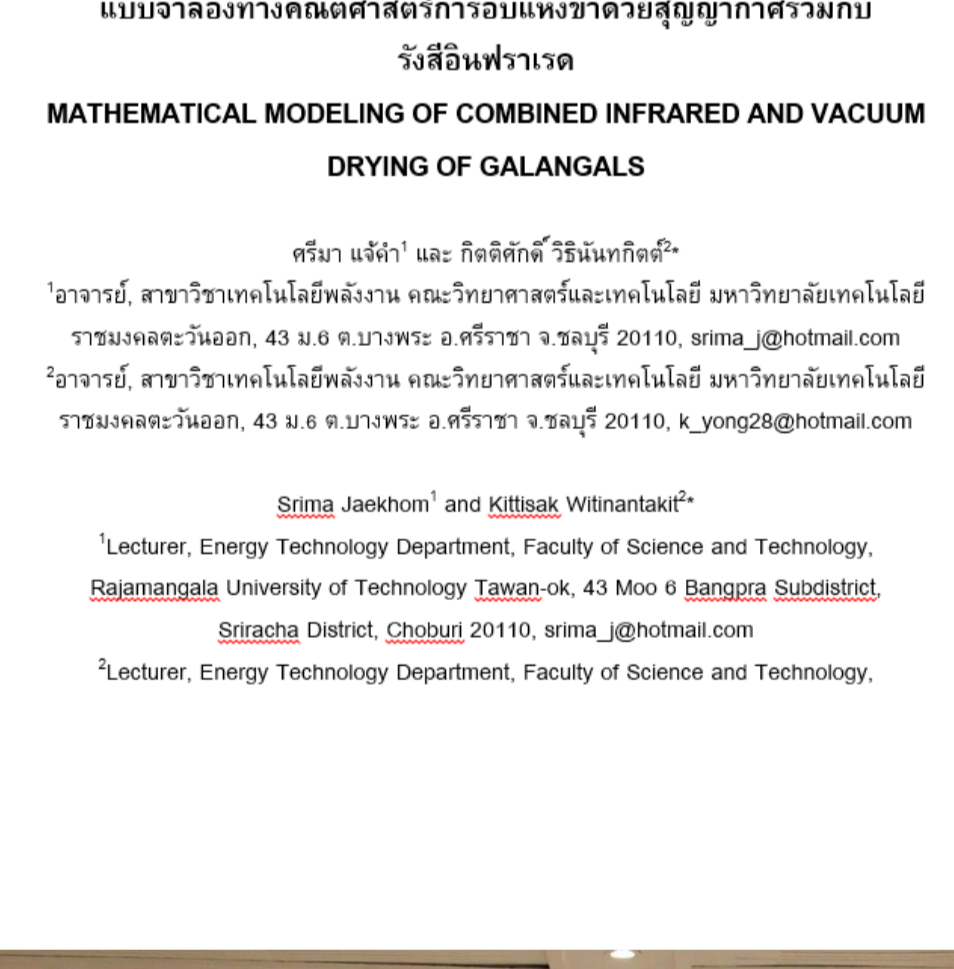 แบบจำลองทางคณิตศาสตร์การอบแห้งข่าด้วยสุญญากาศร่วมกับ
รังสีอินฟราเรด
MATHEMATICAL MODELING OF COMBINED INFRARED AND VACUUM
DRYING OF GALANGALS
ศรีมา แจ้คำ¹ และ กิตติศักดิ์ วิธินันทกิตต์²*
¹อาจารย์, สาขาวิชาเทคโนโลยีพลังงาน คณะวิทยาศาสตร์และเทคโนโลยี มหาวิทยาลัยเทคโนโลยี
ราชมงคลตะวันออก, 43 ม.6 ต.บางพระ อ.ศรีราชา จ.ชลบุรี 20110, srima_j@hotmail.com
²อาจารย์, สาขาวิชาเทคโนโลยีพลังงาน คณะวิทยาศาสตร์และเทคโนโลยี มหาวิทยาลัยเทคโนโลยี
ราชมงคลตะวันออก, 43 ม.6 ต.บางพระ อ.ศรีราชา จ.ชลบุรี 20110, k_yong28@hotmail.com
Srima Jaekhom¹ and Kittisak Witinantakit²*
¹Lecturer, Energy Technology Department, Faculty of Science and Technology,
Rajamangala University of Technology Tawan-ok, 43 Moo 6 Bangpra Subdistrict,
Sriracha District, Choburi 20110, srima_j@hotmail.com
²Lecturer, Energy Technology Department, Faculty of Science and Technology,